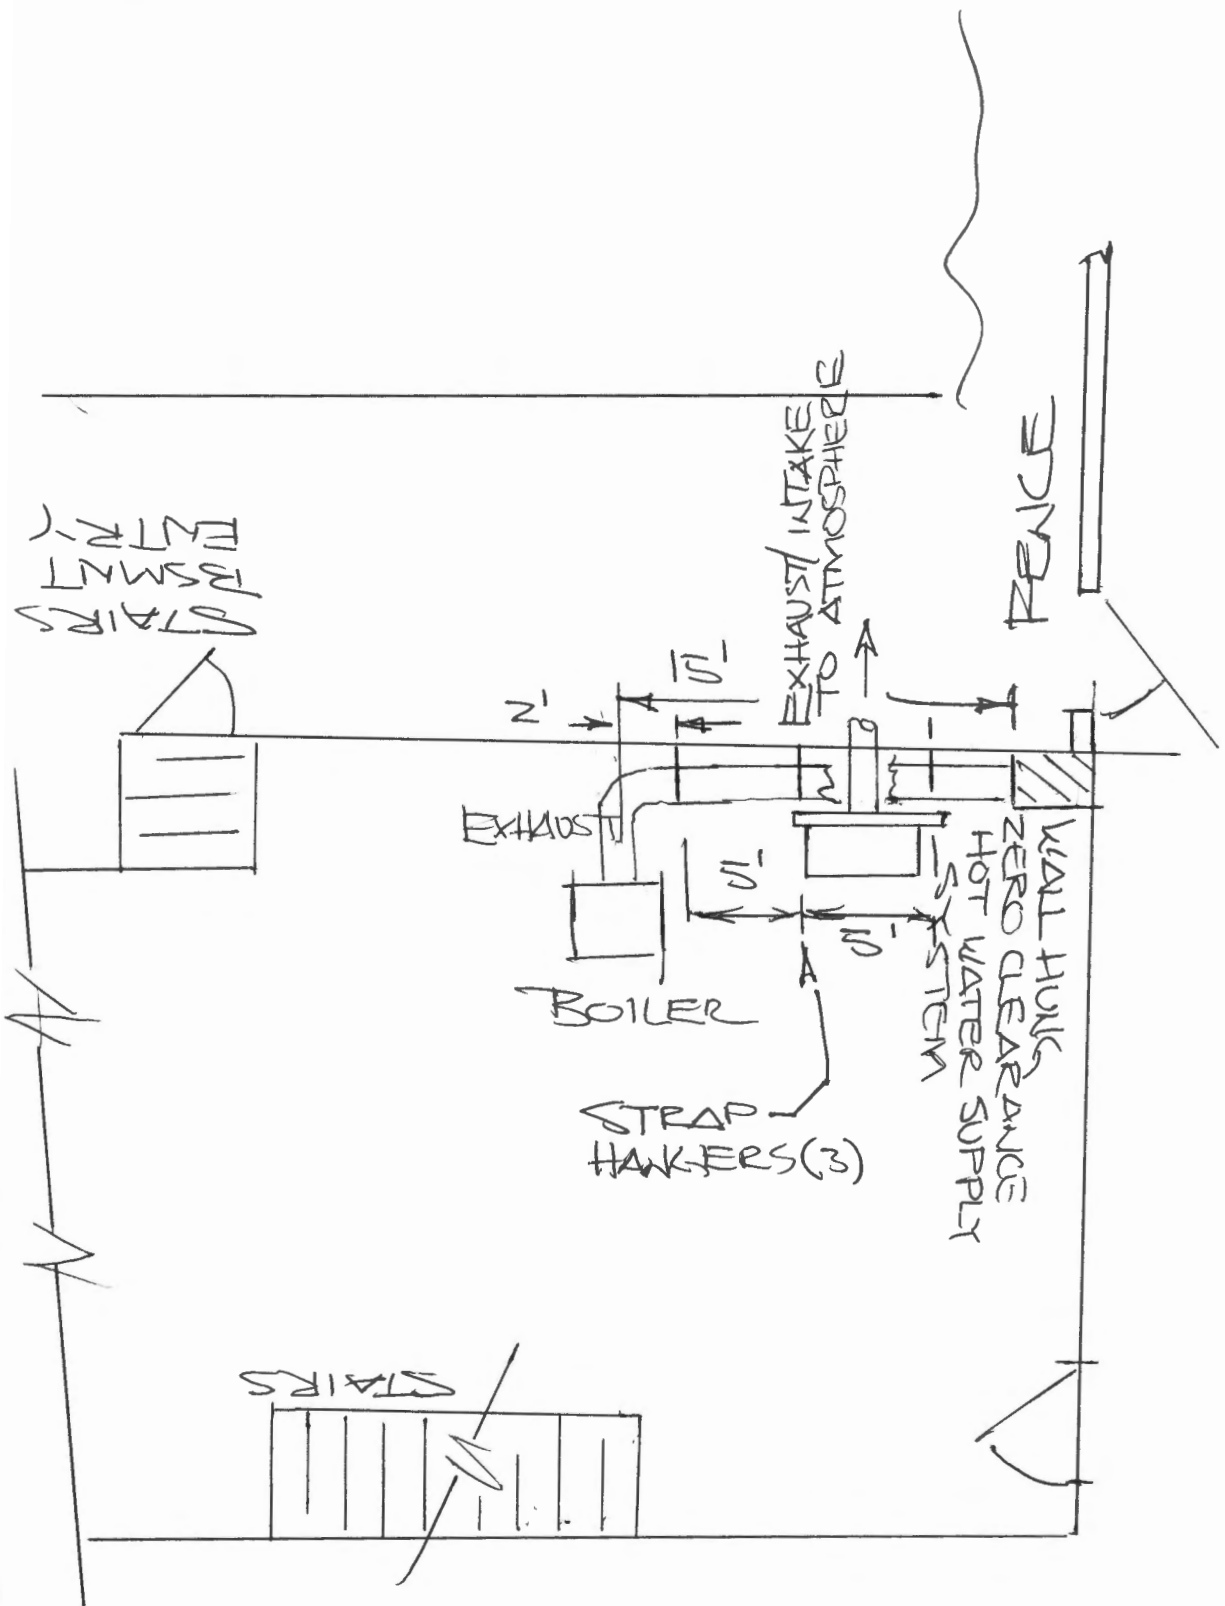 STAIRS
BSMNT
ENTRY
EXHAUST/INTAKE
TO ATMOSPHERE
FENCE
15'
2'
EXHAUST
5'
5'
BOILER
STRAP
HANGERS (3)
WALL HUNG
ZERO CLEARANCE
HOT WATER SUPPLY
SYSTEM
STAIRS